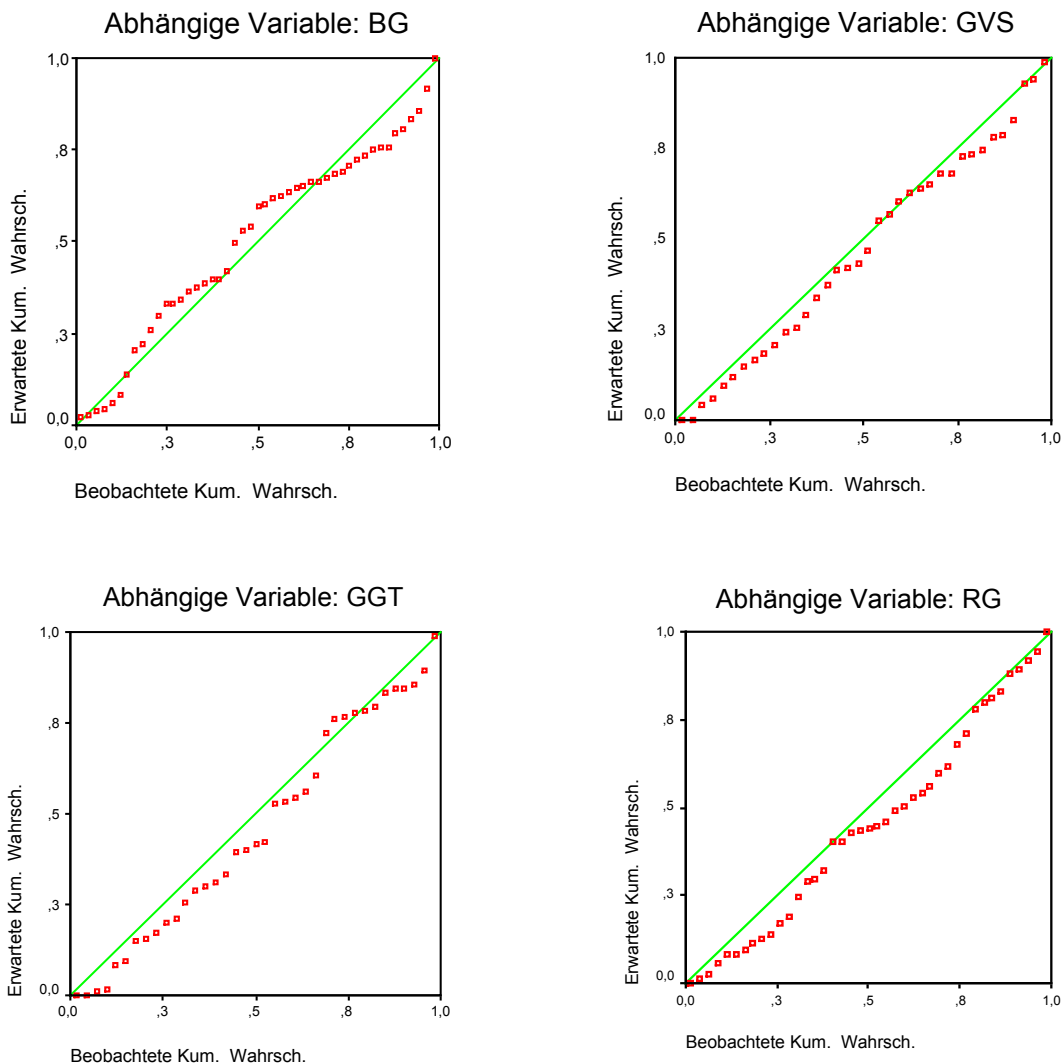 Abhängige Variable: BG
Erwartete Kum. Wahrsch.
1,0
,8
,5
,3
0,0
0,0 ,3 ,5 ,8 1,0
Beobachtete Kum. Wahrsch.
Abhängige Variable: GVS
Erwartete Kum. Wahrsch.
1,0
,8
,5
,3
0,0
0,0 ,3 ,5 ,8 1,0
Beobachtete Kum. Wahrsch.
Abhängige Variable: GGT
Erwartete Kum. Wahrsch.
1,0
,8
,5
,3
0,0
0,0 ,3 ,5 ,8 1,0
Beobachtete Kum. Wahrsch.
Abhängige Variable: RG
Erwartete Kum. Wahrsch.
1,0
,8
,5
,3
0,0
0,0 ,3 ,5 ,8 1,0
Beobachtete Kum. Wahrsch.